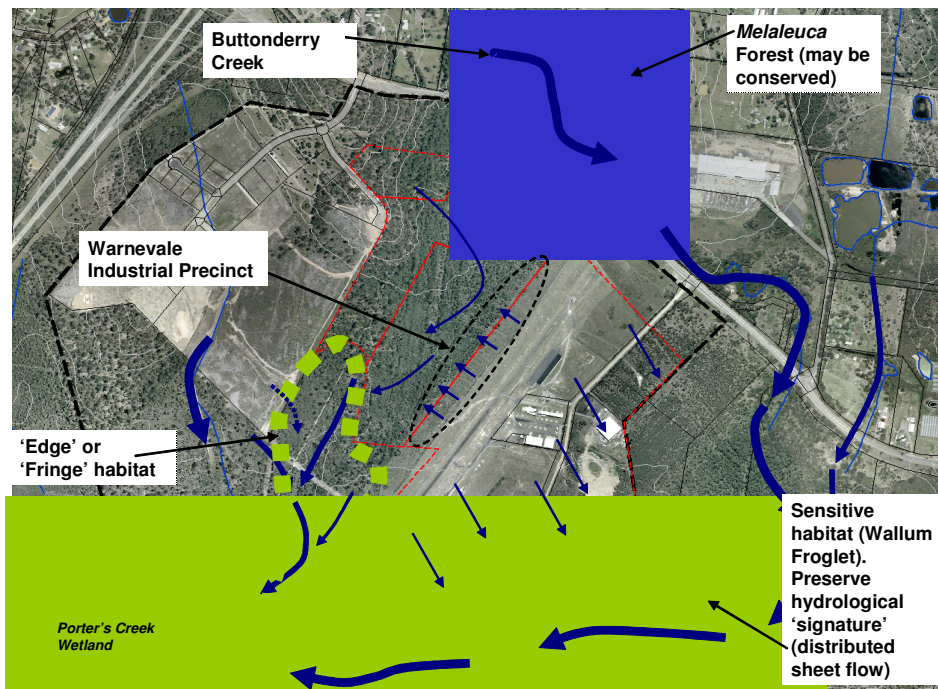 Buttonderry
Creek
Melaleuca
Forest (may be
conserved)
Warnevale
Industrial Precinct
‘Edge’ or
‘Fringe’ habitat
Sensitive
habitat (Wallum
Froglet).
Preserve
hydrological
‘signature’
(distributed
sheet flow)
Porter's Creek
Wetland